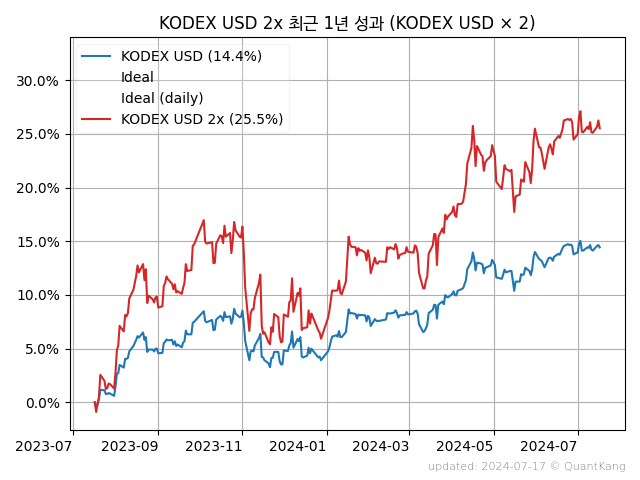 KODEX USD 2x 최근 1년 성과 (KODEX USD × 2)
KODEX USD (14.4%)
Ideal
Ideal (daily)
KODEX USD 2x (25.5%)
30.0%
25.0%
20.0%
15.0%
10.0%
5.0%
0.0%
2023-07 2023-09 2023-11 2024-01 2024-03 2024-05 2024-07
updated: 2024-07-17 © QuantKang